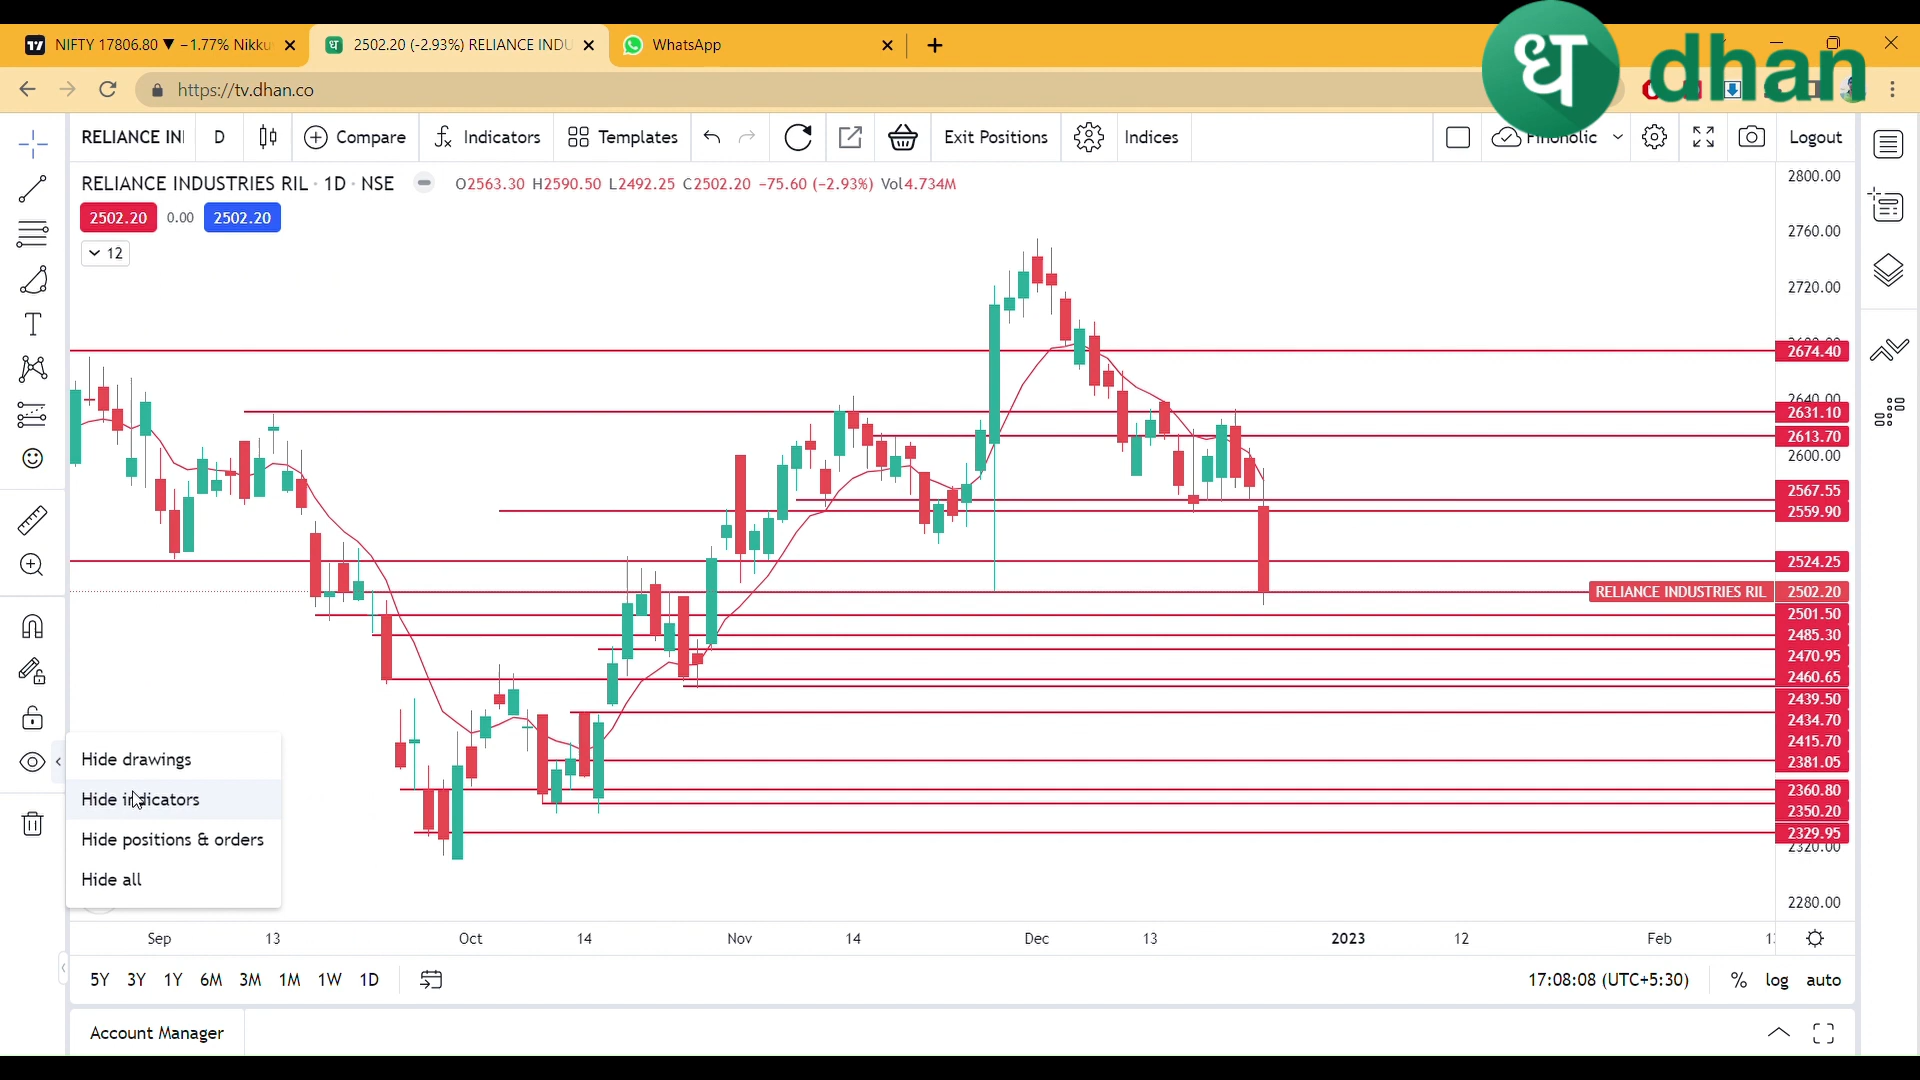 NIFTY 17806.80 ▼ −1.77% Nikku
2502.20 (-2.93%) RELIANCE INDU
WhatsApp
ध dhan
https://tv.dhan.co
RELIANCE INI
D
Compare
Indicators
Templates
Exit Positions
Indices
Finoholic
Logout
RELIANCE INDUSTRIES RIL · 1D · NSE
O2563.30 H2590.50 L2492.25 C2502.20 −75.60 (−2.93%) Vol4.734M
2502.20 0.00 2502.20
12
2800.00
2760.00
2720.00
2674.40
2640.00
2631.10
2613.70
2600.00
2567.55
2559.90
2524.25
RELIANCE INDUSTRIES RIL 2502.20
2501.50
2485.30
2470.95
2460.65
2439.50
2434.70
2415.70
2381.05
2360.80
2350.20
2329.95
2320.00
2280.00
Hide drawings
Hide indicators
Hide positions & orders
Hide all
Sep 13 Oct 14 Nov 14 Dec 13 2023 12 Feb
5Y 3Y 1Y 6M 3M 1M 1W 1D
17:08:08 (UTC+5:30) % log auto
Account Manager